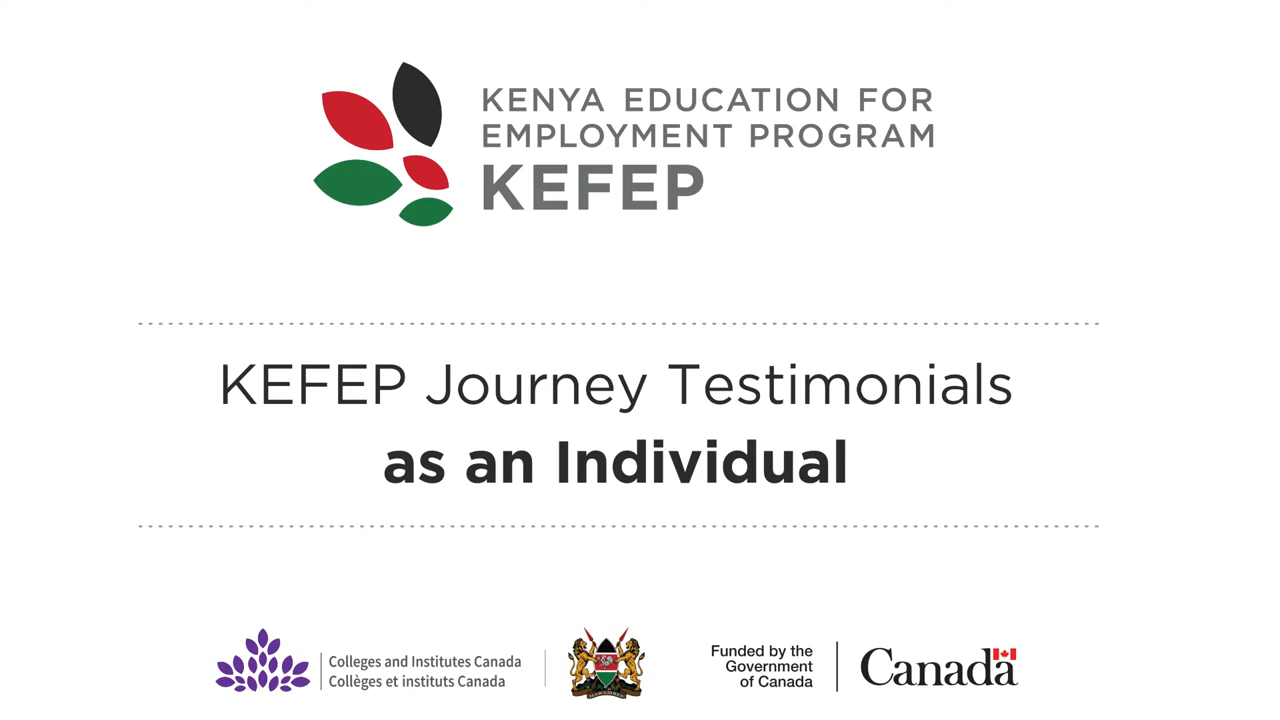 KENYA EDUCATION FOR
EMPLOYMENT PROGRAM
KEFEP
KEFEP Journey Testimonials
as an Individual
Colleges and Institutes Canada
Collèges et instituts Canada
HARAMBEE
Funded by the
Government
of Canada
Canada